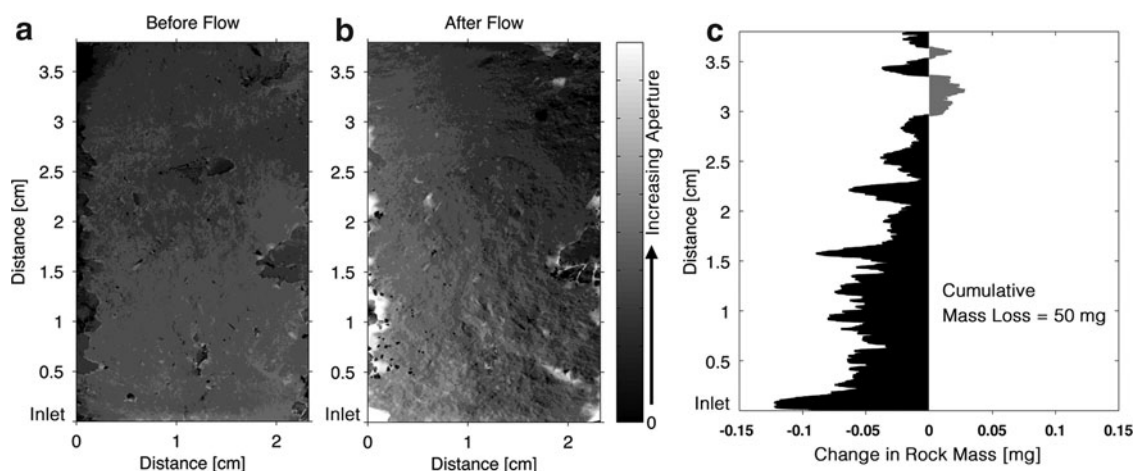 a
Before Flow
3.5
3
2.5
2
1.5
1
0.5
Inlet
Distance [cm]
0
1
2
Distance [cm]
b
After Flow
3.5
3
2.5
2
1.5
1
0.5
Inlet
0
1
2
Distance [cm]
Increasing Aperture
0
c
3.5
3
2.5
2
1.5
1
0.5
Inlet
Distance [cm]
Cumulative
Mass Loss = 50 mg
-0.15
-0.1
-0.05
0
0.05
0.1
0.15
Change in Rock Mass [mg]